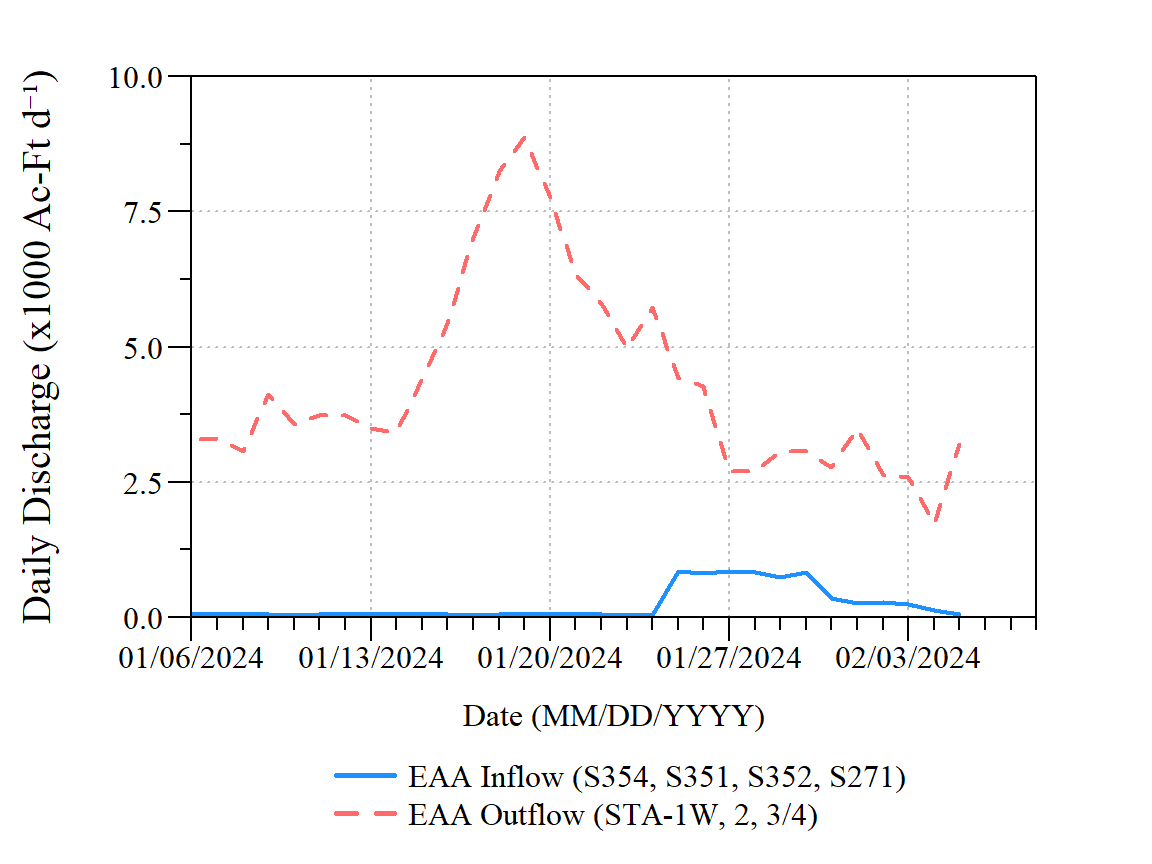 Daily Discharge (x1000 Ac-Ft d⁻¹)
10.0
7.5
5.0
2.5
0.0
01/06/2024 01/13/2024 01/20/2024 01/27/2024 02/03/2024
Date (MM/DD/YYYY)
EAA Inflow (S354, S351, S352, S271)
EAA Outflow (STA-1W, 2, 3/4)